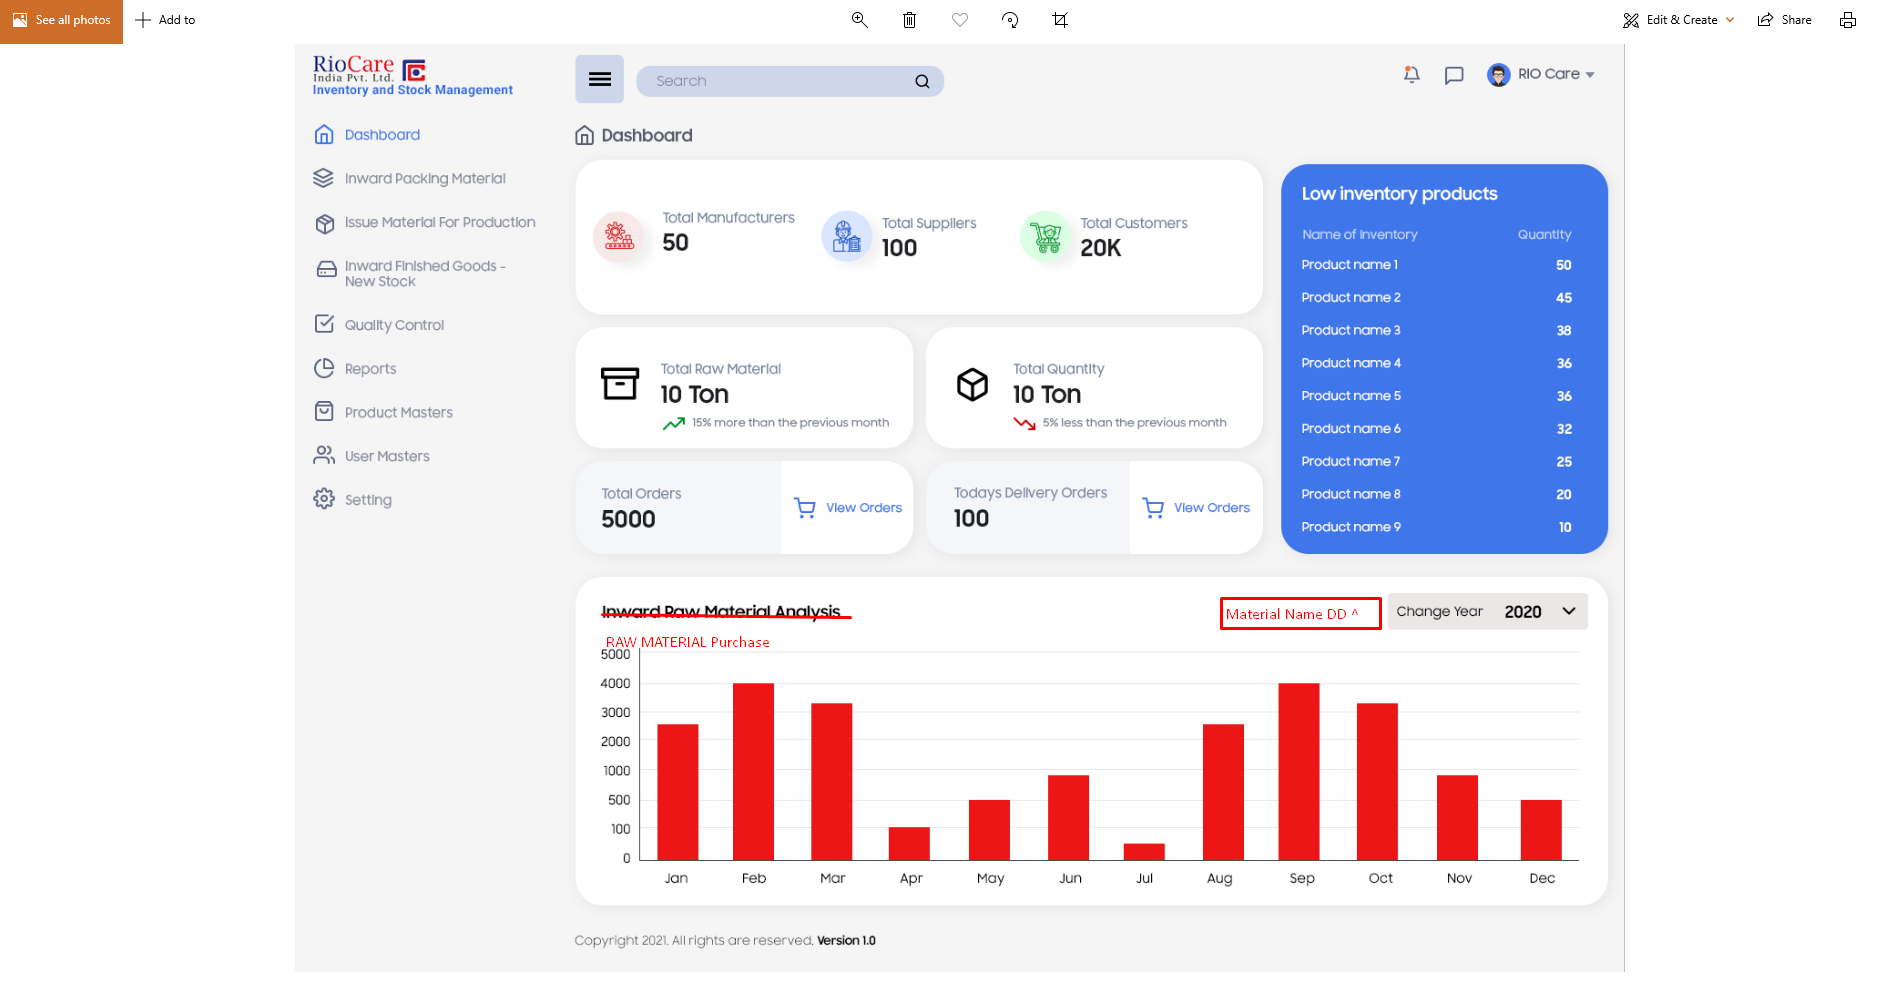 See all photos
Add to
Edit & Create
Share
RioCare
India Pvt. Ltd.
Inventory and Stock Management
Search
RIO Care
Dashboard
Inward Packing Material
Issue Material For Production
Inward Finished Goods -
New Stock
Quality Control
Reports
Product Masters
User Masters
Setting
Dashboard
Total Manufacturers
50
Total Suppliers
100
Total Customers
20K
Low inventory products
Name of Inventory Quantity
Product name 1 50
Product name 2 45
Product name 3 38
Product name 4 36
Product name 5 36
Product name 6 32
Product name 7 25
Product name 8 20
Product name 9 10
Total Raw Material
10 Ton
15% more than the previous month
Total Quantity
10 Ton
5% less than the previous month
Total Orders
5000
View Orders
Todays Delivery Orders
100
View Orders
Inward Raw Material Analysis
RAW MATERIAL Purchase
Material Name DD ^
Change Year 2020
5000
4000
3000
2000
1000
500
100
0
Jan Feb Mar Apr May Jun Jul Aug Sep Oct Nov Dec
Copyright 2021. All rights are reserved. Version 1.0